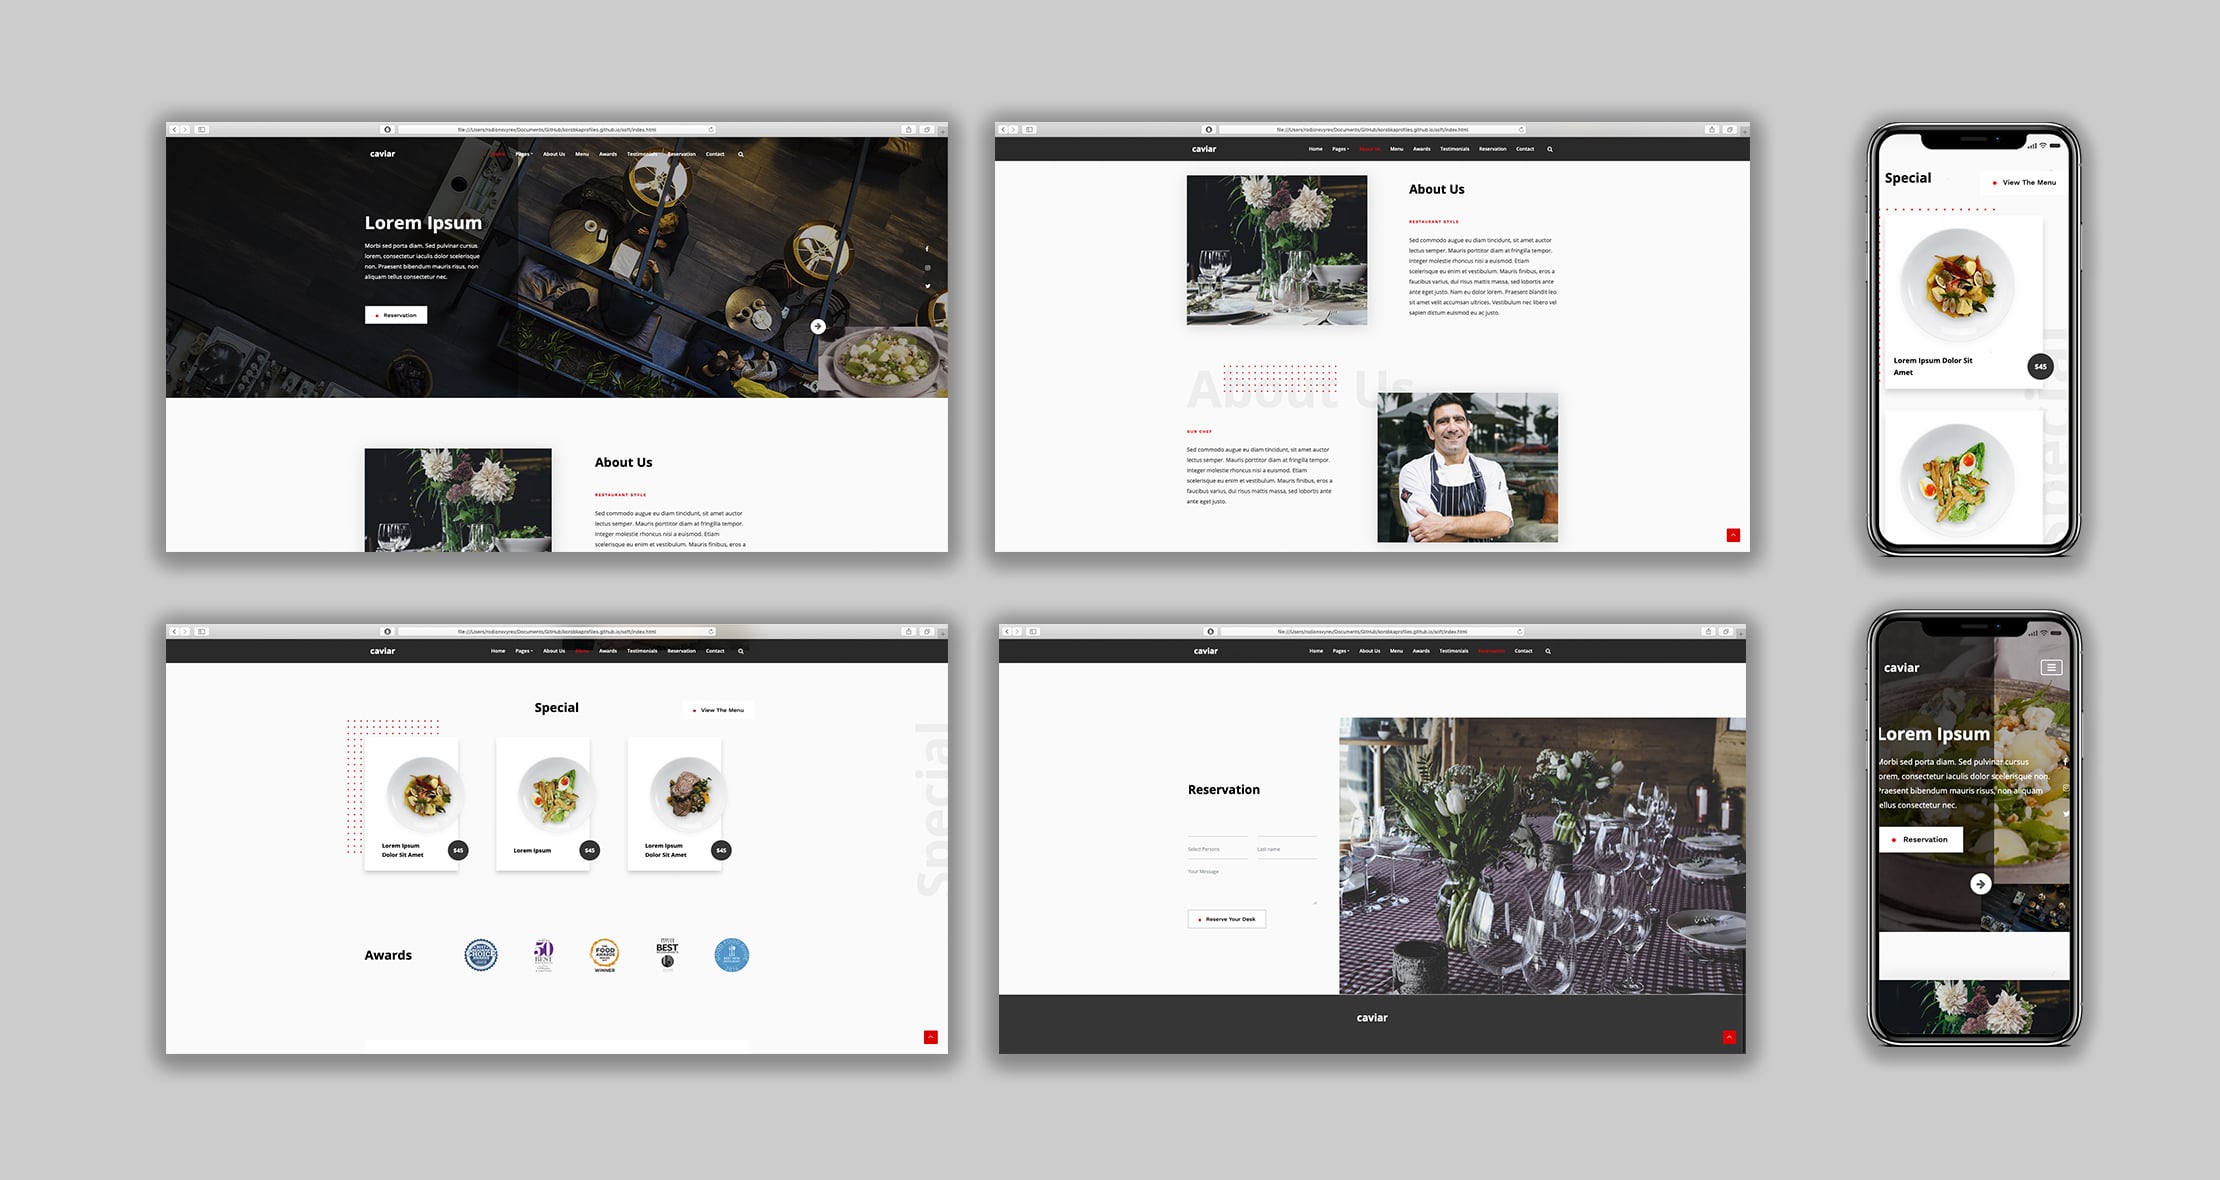 file:///Users/rodionsvyrev/Documents/GitHub/korobkaprofiles.github.io/soft/index.html
caviar
Home Pages About Us Menu Awards Testimonials Reservation Contact
Lorem Ipsum
Morbi sed porta diam. Sed pulvinar cursus
lorem, consectetur iaculis dolor scelerisque
non. Praesent bibendum mauris risus, non
aliquam tellus consectetur nec.
Reservation
About Us
RESTAURANT STYLE
Sed commodo augue eu diam tincidunt, sit amet auctor
lectus semper. Mauris porttitor diam at fringilla tempor.
Integer molestie rhoncus nisi a euismod. Etiam
scelerisque eu enim et vestibulum. Mauris finibus, eros a
file:///Users/rodionsvyrev/Documents/GitHub/korobkaprofiles.github.io/soft/index.html
caviar
Home Pages About Us Menu Awards Testimonials Reservation Contact
About Us
RESTAURANT STYLE
Sed commodo augue eu diam tincidunt, sit amet auctor
lectus semper. Mauris porttitor diam at fringilla tempor.
Integer molestie rhoncus nisi a euismod. Etiam
scelerisque eu enim et vestibulum. Mauris finibus, eros a
faucibus varius, dui risus mattis massa, sed lobortis ante
ante eget justo. Nam eu dolor lorem. Praesent blandit leo
sit amet velit accumsan ultrices. Vestibulum nec libero vel
sapien dictum euismod eu ac justo.
About Us
OUR CHEF
Sed commodo augue eu diam tincidunt, sit amet auctor
lectus semper. Mauris porttitor diam at fringilla tempor.
Integer molestie rhoncus nisi a euismod. Etiam
scelerisque eu enim et vestibulum. Mauris finibus, eros a
faucibus varius, dui risus mattis massa, sed lobortis ante
ante eget justo.
Special
View The Menu
Lorem Ipsum Dolor Sit
Amet
$45
Special
file:///Users/rodionsvyrev/Documents/GitHub/korobkaprofiles.github.io/soft/index.html
caviar
Home Pages About Us Menu Awards Testimonials Reservation Contact
Special
View The Menu
Special
Lorem Ipsum
Dolor Sit Amet
$45
Lorem Ipsum
$45
Lorem Ipsum
Dolor Sit Amet
$45
Awards
CHOICE
50
BEST
FOOD
AWARDS
WINNER
BEST
file:///Users/rodionsvyrev/Documents/GitHub/korobkaprofiles.github.io/soft/index.html
caviar
Home Pages About Us Menu Awards Testimonials Reservation Contact
Reservation
Select Persons
Last name
Your Message
Reserve Your Desk
caviar
caviar
Lorem Ipsum
Morbi sed porta diam. Sed pulvinar cursus
orem, consectetur iaculis dolor scelerisque non.
Praesent bibendum mauris risus, non aliquam
ellus consectetur nec.
Reservation